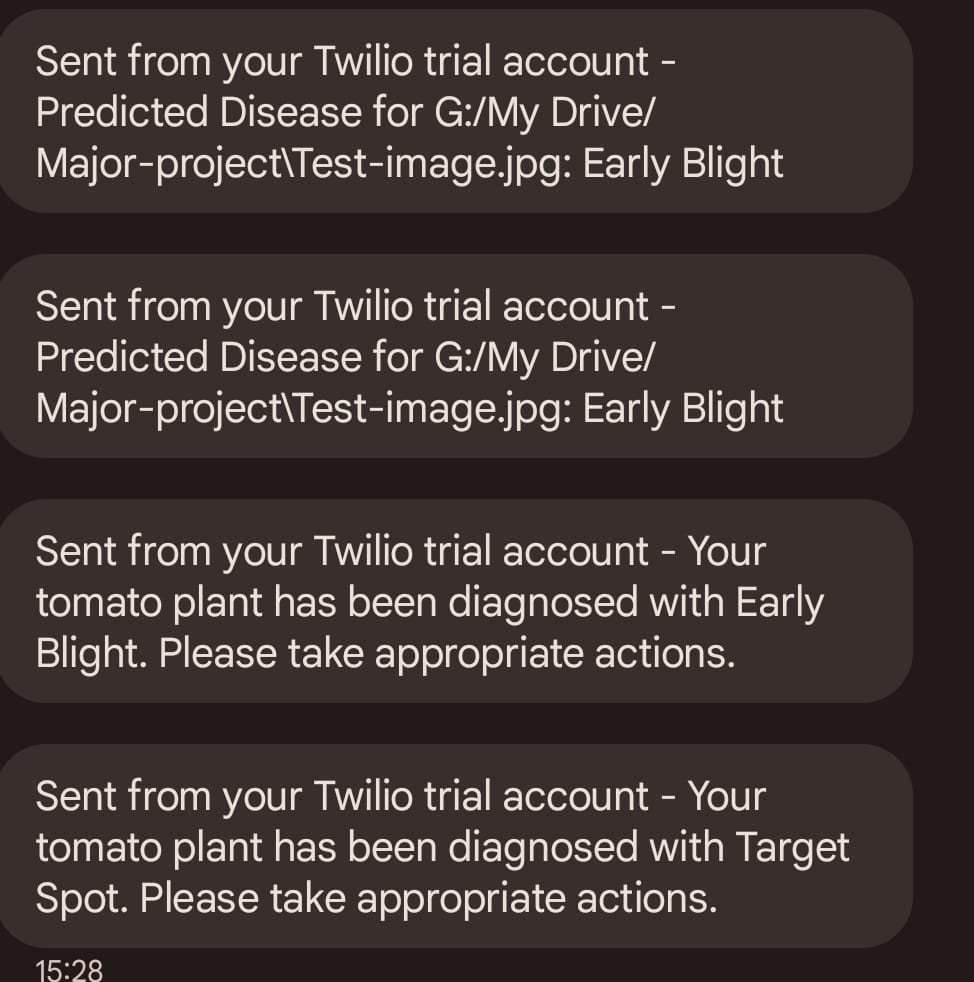 Sent from your Twilio trial account -
Predicted Disease for G:/My Drive/
Major-project\Test-image.jpg: Early Blight
Sent from your Twilio trial account -
Predicted Disease for G:/My Drive/
Major-project\Test-image.jpg: Early Blight
Sent from your Twilio trial account - Your
tomato plant has been diagnosed with Early
Blight. Please take appropriate actions.
Sent from your Twilio trial account - Your
tomato plant has been diagnosed with Target
Spot. Please take appropriate actions.
15:28